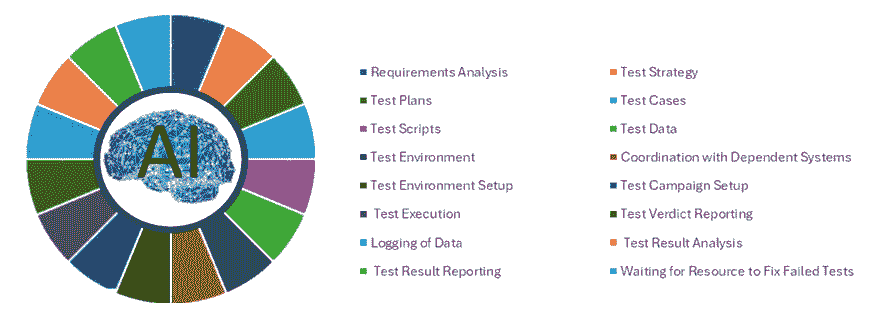 AI
Requirements Analysis
Test Strategy
Test Plans
Test Cases
Test Scripts
Test Data
Test Environment
Coordination with Dependent Systems
Test Environment Setup
Test Campaign Setup
Test Execution
Test Verdict Reporting
Logging of Data
Test Result Analysis
Test Result Reporting
Waiting for Resource to Fix Failed Tests